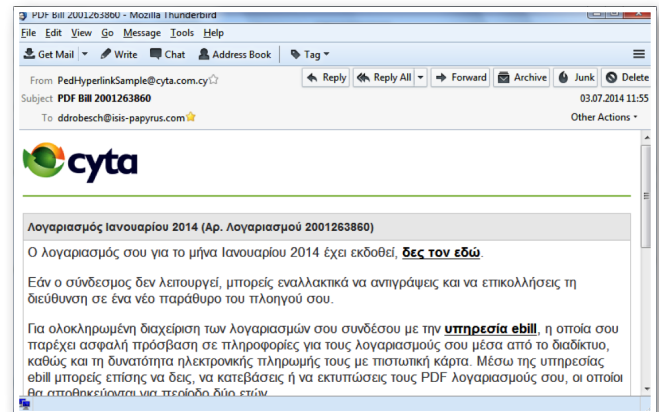 PDF Bill 2001263860 - Mozilla Thunderbird
File Edit View Go Message Tools Help
Get Mail Write Chat Address Book Tag
From PedHyperlinkSample@cyta.com.cy Reply Reply All Forward Archive Junk Delete
Subject PDF Bill 2001263860 03.07.2014 11:55
To ddrobesch@isis-papyrus.com Other Actions
cyta
Λογαριασμός Ιανουαρίου 2014 (Αρ. Λογαριασμού 2001263860)
Ο λογαριασμός σου για το μήνα Ιανουαρίου 2014 έχει εκδοθεί, δες τον εδώ.
Εάν ο σύνδεσμος δεν λειτουργεί, μπορείς εναλλακτικά να αντιγράψεις και να επικολλήσεις τη
διεύθυνση σε ένα νέο παράθυρο του πλοηγού σου.
Για ολοκληρωμένη διαχείριση των λογαριασμών σου συνδέσου με την υπηρεσία ebill, η οποία σου
παρέχει ασφαλή πρόσβαση σε πληροφορίες για τους λογαριασμούς σου μέσα από το διαδίκτυο,
καθώς και τη δυνατότητα ηλεκτρονικής πληρωμής τους με πιστωτική κάρτα. Μέσω της υπηρεσίας
ebill μπορείς επίσης να δεις, να κατεβάσεις ή να εκτυπώσεις τους PDF λογαριασμούς σου, οι οποίοι
θα αποθηκεύονται για περίοδο δύο ετών.